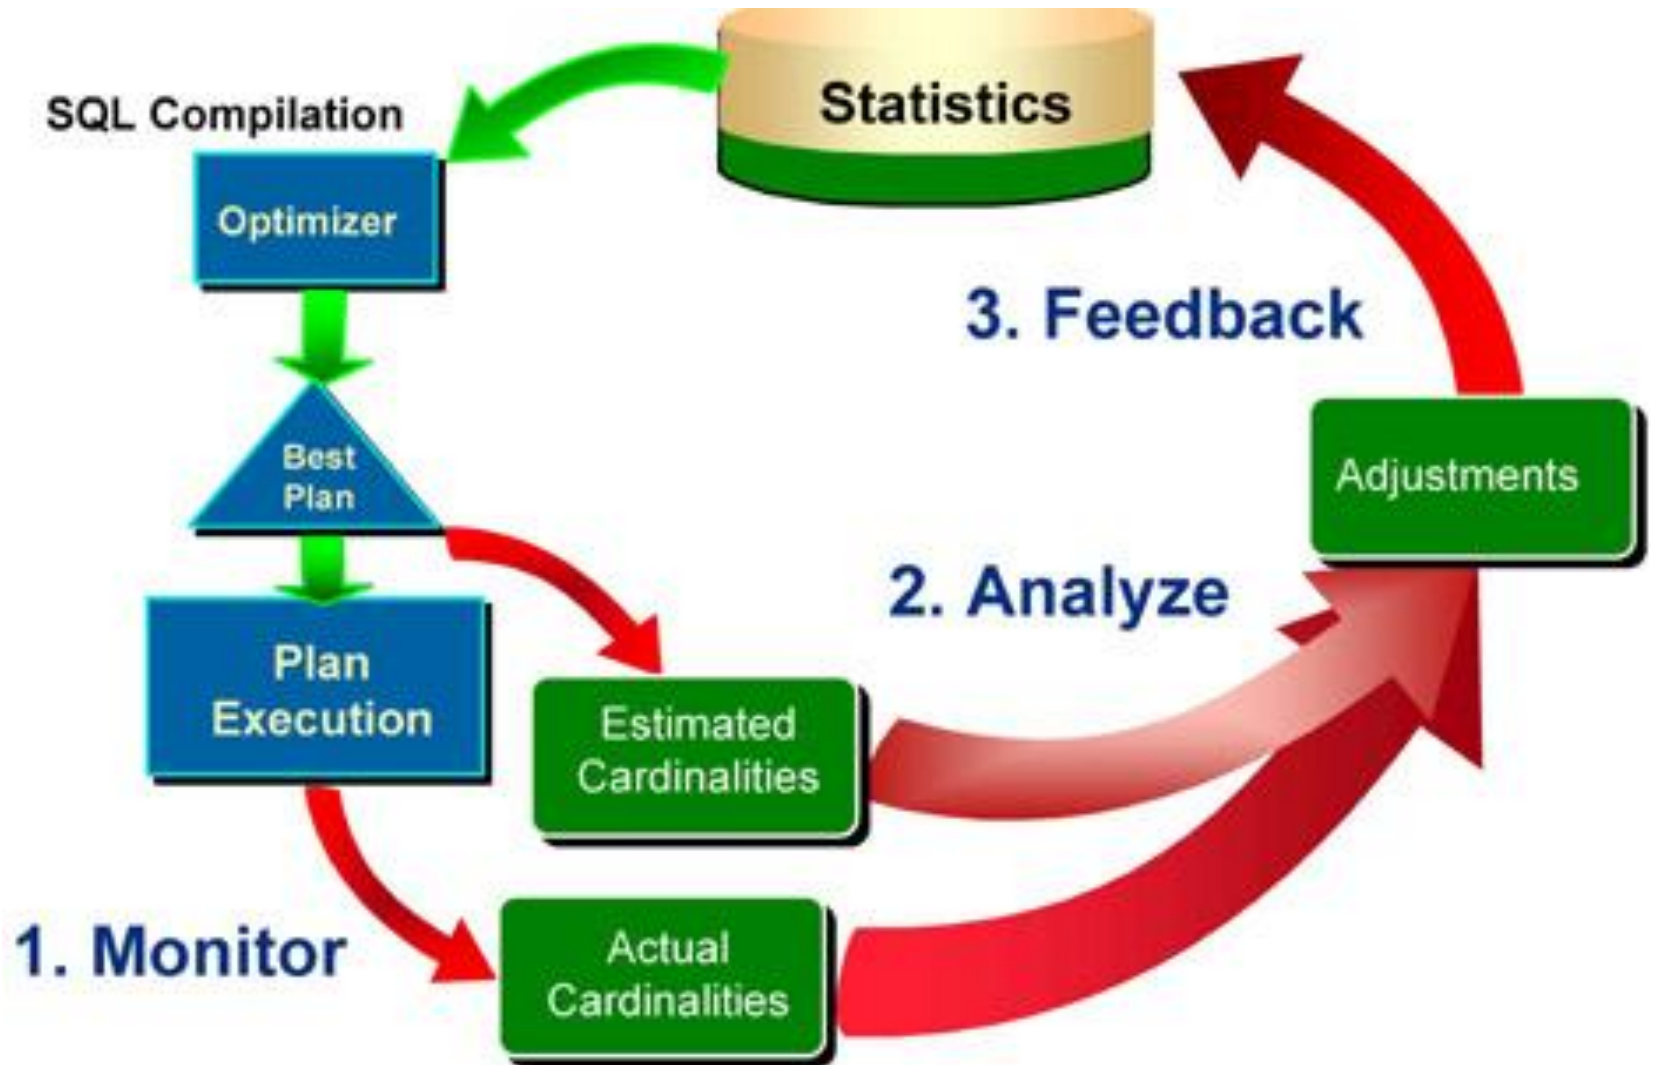 Statistics
SQL Compilation
Optimizer
3. Feedback
Best
Plan
Adjustments
2. Analyze
Plan
Execution
Estimated
Cardinalities
1. Monitor
Actual
Cardinalities